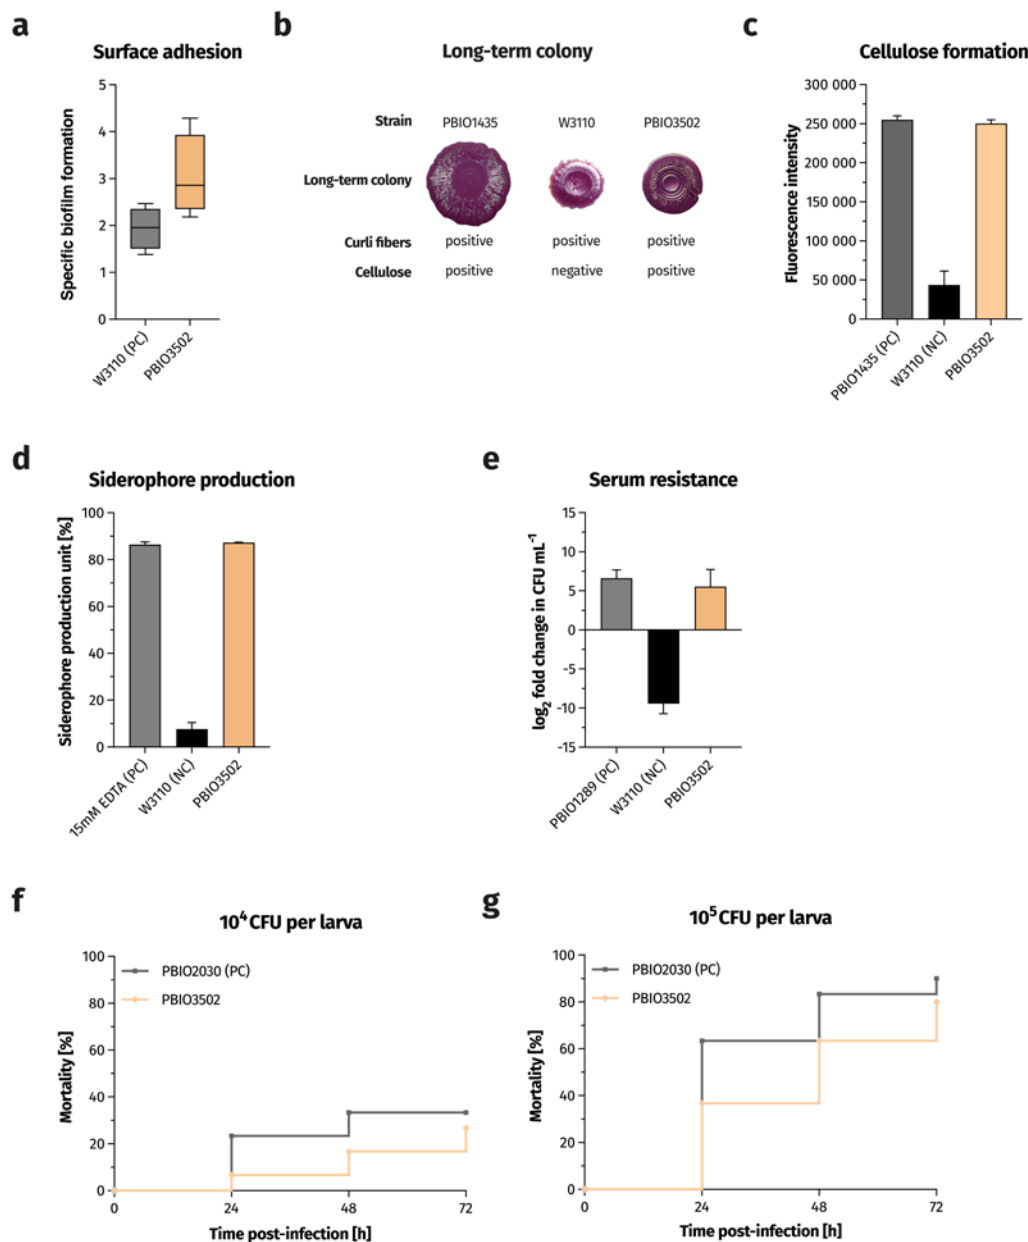 a
Surface adhesion
Specific biofilm formation
5
4
3
2
1
0
W3110 (PC)
PBIO3502
b
Long-term colony
Strain PBIO1435 W3110 PBIO3502
Long-term colony
Curli fibers positive positive positive
Cellulose positive negative positive
c
Cellulose formation
Fluorescence intensity
300 000
250 000
200 000
150 000
100 000
50 000
0
PBIO1435 (PC)
W3110 (NC)
PBIO3502
d
Siderophore production
Siderophore production unit [%]
100
80
60
40
20
0
15mM EDTA (PC)
W3110 (NC)
PBIO3502
e
Serum resistance
log₂ fold change in CFU mL⁻¹
15
10
5
0
-5
-10
-15
PBIO1289 (PC)
W3110 (NC)
PBIO3502
f
10⁴ CFU per larva
Mortality [%]
100
80
60
40
20
0
PBIO2030 (PC)
PBIO3502
0 24 48 72
Time post-infection [h]
g
10⁵ CFU per larva
Mortality [%]
100
80
60
40
20
0
PBIO2030 (PC)
PBIO3502
0 24 48 72
Time post-infection [h]